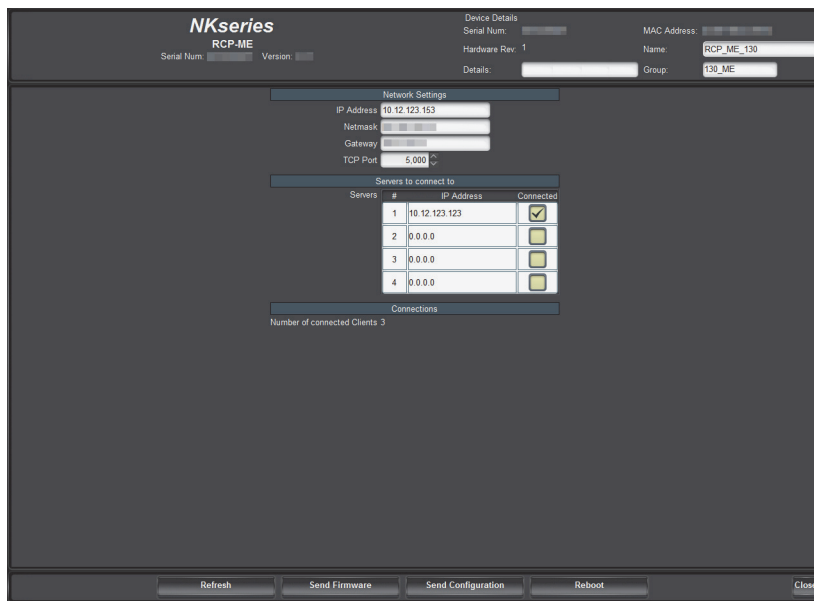 NKseries
RCP-ME
Serial Num: Version:
Device Details
Serial Num: MAC Address:
Hardware Rev: 1 Name: RCP_ME_130
Details: Group: 130_ME
Network Settings
IP Address 10.12.123.153
Netmask
Gateway
TCP Port 5,000
Servers to connect to
Servers # IP Address Connected
1 10.12.123.123
2 0.0.0.0
3 0.0.0.0
4 0.0.0.0
Connections
Number of connected Clients 3
Refresh Send Firmware Send Configuration Reboot Close